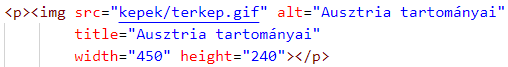 <p><img src="kepek/terkep.gif" alt="Ausztria tartományai"
title="Ausztria tartományai"
width="450" height="240"></p>